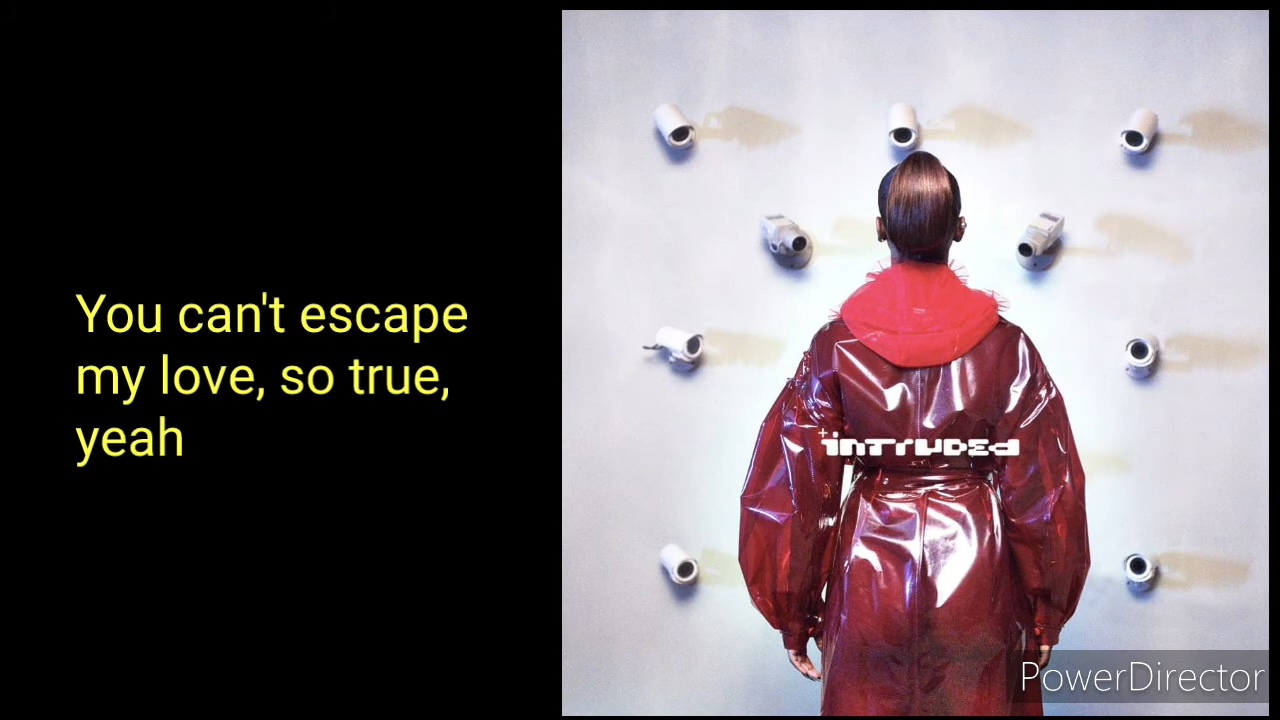 You can't escape
my love, so true,
yeah
intruded
PowerDirector